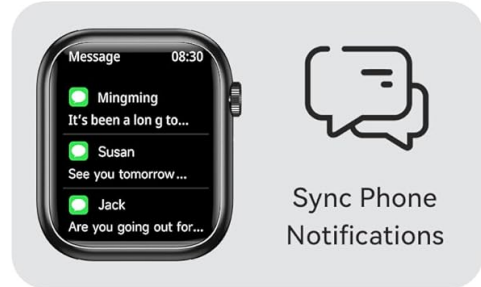 Message 08:30
Mingming
It's been a lon g to...
Susan
See you tomorrow...
Jack
Are you going out for...
Sync Phone
Notifications